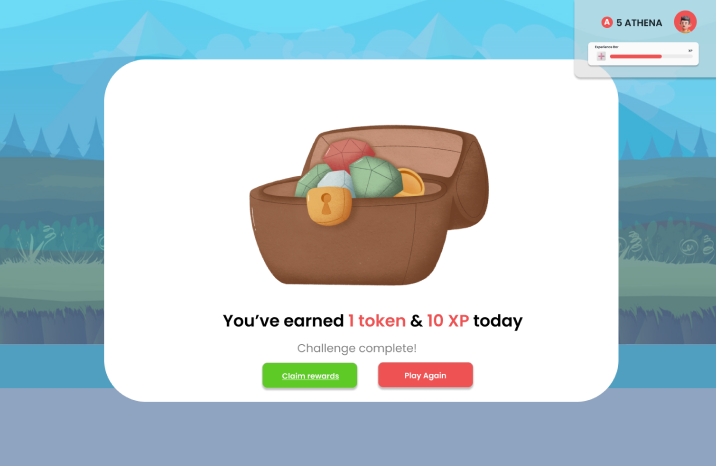 A 5 ATHENA
Experience Bar
XP
You’ve earned 1 token & 10 XP today
Challenge complete!
Claim rewards
Play Again